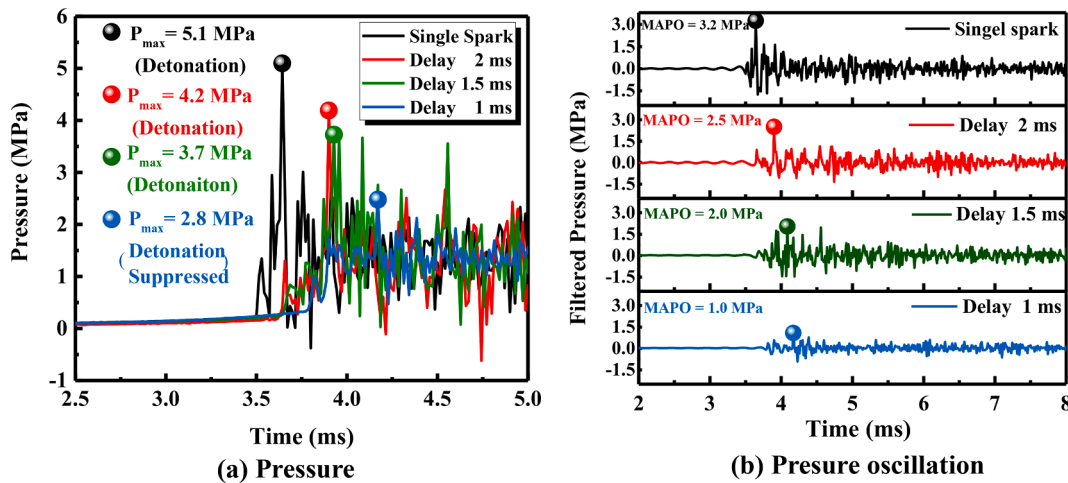 P max = 5.1 MPa
(Detonation)
P max = 4.2 MPa
(Detonation)
P max = 3.7 MPa
(Detonaiton)
P max = 2.8 MPa
( Detonation
Suppressed )
Single Spark
Delay 2 ms
Delay 1.5 ms
Delay 1 ms
Pressure (MPa)
6
5
4
3
2
1
0
-1
2.5 3.0 3.5 4.0 4.5 5.0
Time (ms)
(a) Pressure
Filtered Pressure (MPa)
MAPO = 3.2 MPa
Singel spark
3.0
1.5
0.0
-1.5
MAPO = 2.5 MPa
Delay 2 ms
3.0
1.5
0.0
-1.5
MAPO = 2.0 MPa
Delay 1.5 ms
3.0
1.5
0.0
-1.5
MAPO = 1.0 MPa
Delay 1 ms
3.0
1.5
0.0
-1.5
2 3 4 5 6 7 8
Time (ms)
(b) Presure oscillation